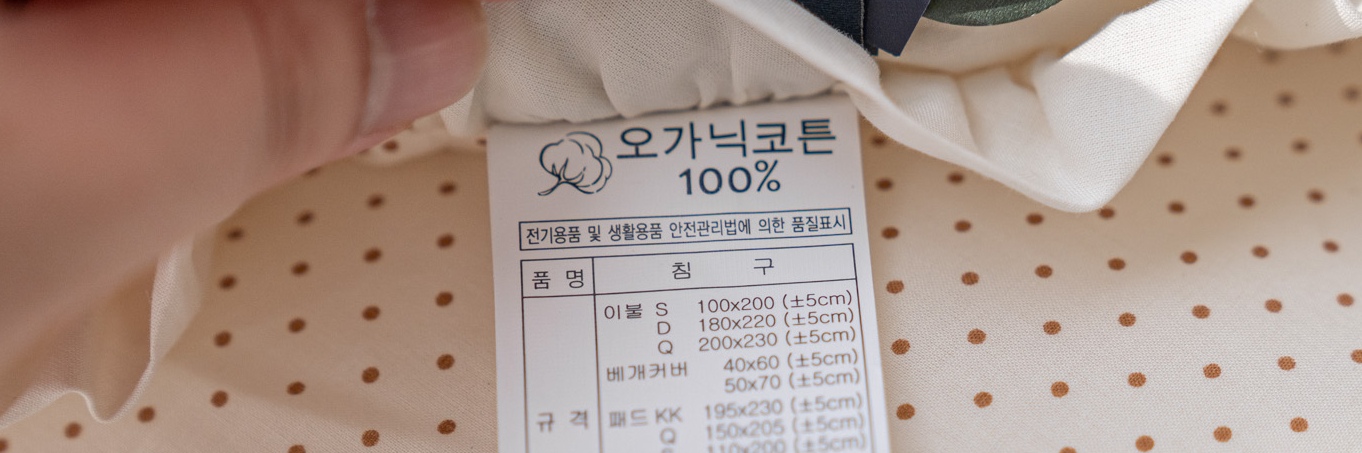 오가닉코튼
100%
전기용품 및 생활용품 안전관리법에 의한 품질표시
품 명 침 구
이불 S 100x200 (±5cm)
D 180x220 (±5cm)
Q 200x230 (±5cm)
베개커버 40x60 (±5cm)
50x70 (±5cm)
규 격 패드 KK 195x230 (±5cm)
Q 150x205 (±5cm)
S 110x200 (±5cm)